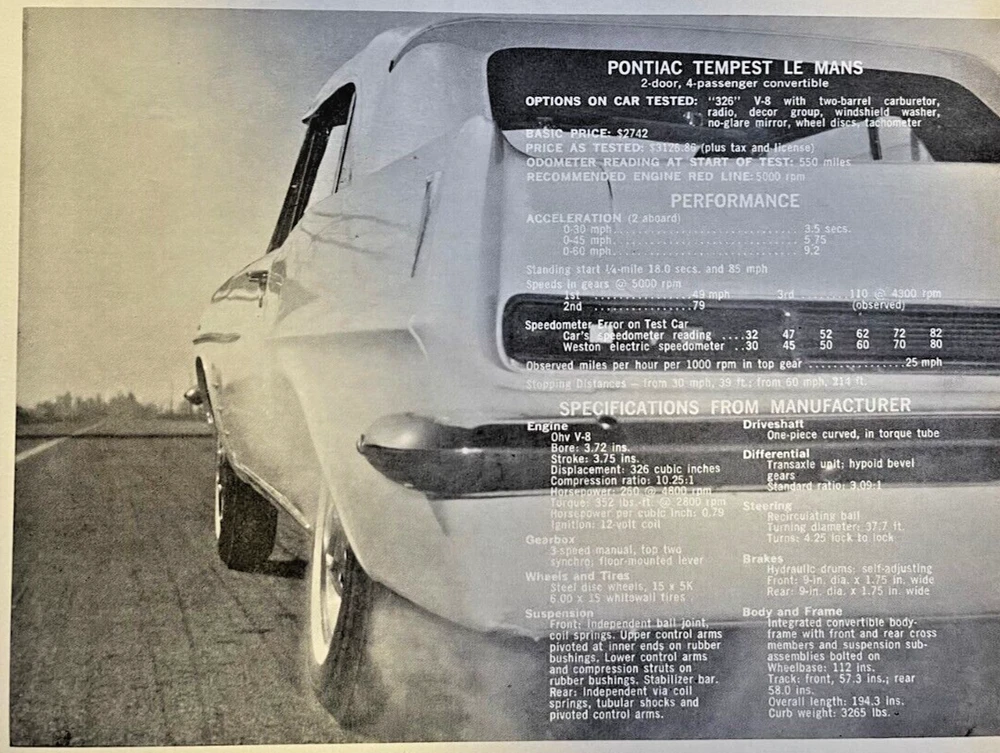 PONTIAC TEMPEST LE MANS
2-door, 4-passenger convertible
OPTIONS ON CAR TESTED: "326" V-8 with two-barrel carburetor,
radio, decor group, windshield washer,
no-glare mirror, wheel discs, tachometer
BASIC PRICE: $2742
PRICE AS TESTED: $3126.86 (plus tax and license)
ODOMETER READING AT START OF TEST: 550 miles
RECOMMENDED ENGINE RED LINE: 5000 rpm
PERFORMANCE
ACCELERATION (2 aboard)
0-30 mph . . . . . . . . . . . . . . . . . . . . . . 3.5 secs.
0-45 mph . . . . . . . . . . . . . . . . . . . . . . 5.75
0-60 mph . . . . . . . . . . . . . . . . . . . . . . 9.2
Standing start ¼-mile 18.0 secs. and 85 mph
Speeds in gears @ 5000 rpm
1st . . . . . . . . . . . . 49 mph 3rd . . . . . . . 110 @ 4300 rpm
2nd . . . . . . . . . . . . 79 (observed)
Speedometer Error on Test Car
Car's speedometer reading . . . . 32 47 52 62 72 82
Weston electric speedometer . . 30 45 50 60 70 80
Observed miles per hour per 1000 rpm in top gear . . . . . . . . . . . . . 25 mph
Stopping Distances — from 30 mph, 39 ft.; from 60 mph, 214 ft.
SPECIFICATIONS FROM MANUFACTURER
Engine
Ohv V-8
Bore: 3.72 ins.
Stroke: 3.75 ins.
Displacement: 326 cubic inches
Compression ratio: 10.25:1
Horsepower: 260 @ 4800 rpm
Torque: 352 lbs.-ft. @ 2800 rpm
Horsepower per cubic inch: 0.79
Ignition: 12-volt coil
Gearbox
3-speed manual, top two
synchro; floor-mounted lever
Wheels and Tires
Steel disc wheels, 15 x 5K
6.00 x 15 whitewall tires
Suspension
Front: Independent ball joint,
coil springs. Upper control arms
pivoted at inner ends on rubber
bushings. Lower control arms
and compression struts on
rubber bushings. Stabilizer bar.
Rear: Independent via coil
springs, tubular shocks and
pivoted control arms.
Driveshaft
One-piece curved, in torque tube
Differential
Transaxle unit; hypoid bevel
gears
Standard ratio: 3.09:1
Steering
Recirculating ball
Turning diameter: 37.7 ft.
Turns: 4.25 lock to lock
Brakes
Hydraulic drums: self-adjusting
Front: 9-in. dia. x 1.75 in. wide
Rear: 9-in. dia. x 1.75 in. wide
Body and Frame
Integrated convertible body-
frame with front and rear cross
members and suspension sub-
assemblies bolted on
Wheelbase: 112 ins.
Track: front, 57.3 ins.; rear
58.0 ins.
Overall length: 194.3 ins.
Curb weight: 3265 lbs.